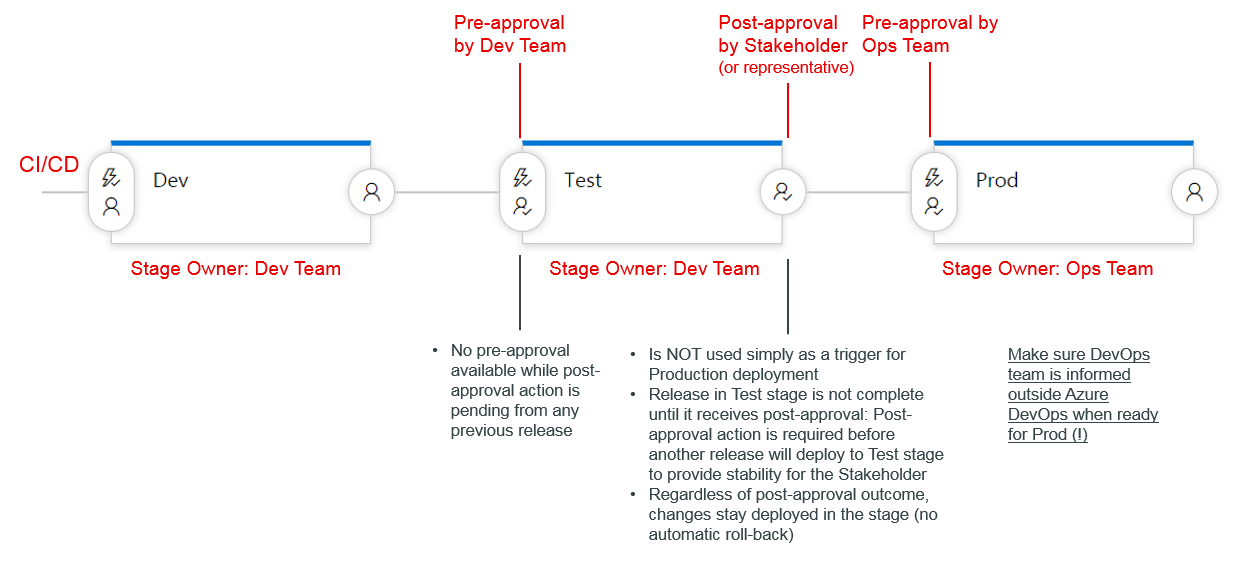 Pre-approval
by Dev Team
Post-approval
by Stakeholder
(or representative)
Pre-approval by
Ops Team
CI/CD
Dev
Test
Prod
Stage Owner: Dev Team
Stage Owner: Dev Team
Stage Owner: Ops Team
• No pre-approval
available while post-
approval action is
pending from any
previous release
• Is NOT used simply as a trigger for
Production deployment
• Release in Test stage is not complete
until it receives post-approval: Post-
approval action is required before
another release will deploy to Test stage
to provide stability for the Stakeholder
• Regardless of post-approval outcome,
changes stay deployed in the stage (no
automatic roll-back)
Make sure DevOps
team is informed
outside Azure
DevOps when ready
for Prod (!)